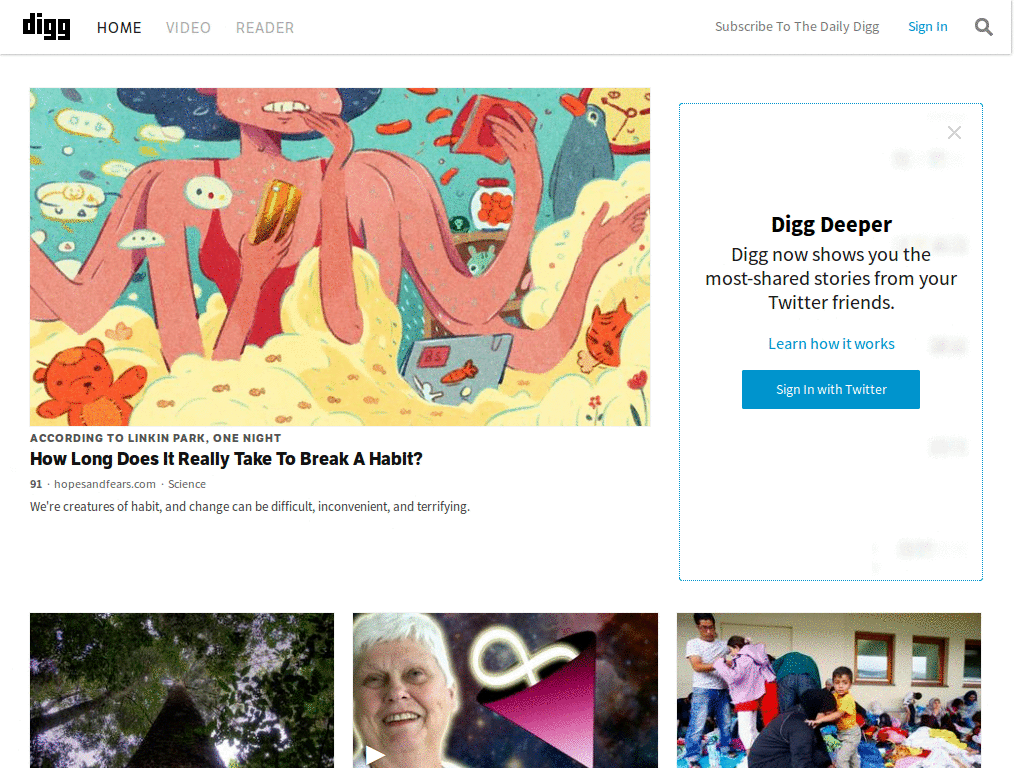 digg HOME VIDEO READER Subscribe To The Daily Digg Sign In
Digg Deeper
Digg now shows you the
most-shared stories from your
Twitter friends.
Learn how it works
Sign In with Twitter
ACCORDING TO LINKIN PARK, ONE NIGHT
How Long Does It Really Take To Break A Habit?
91 · hopesandfears.com · Science
We're creatures of habit, and change can be difficult, inconvenient, and terrifying.